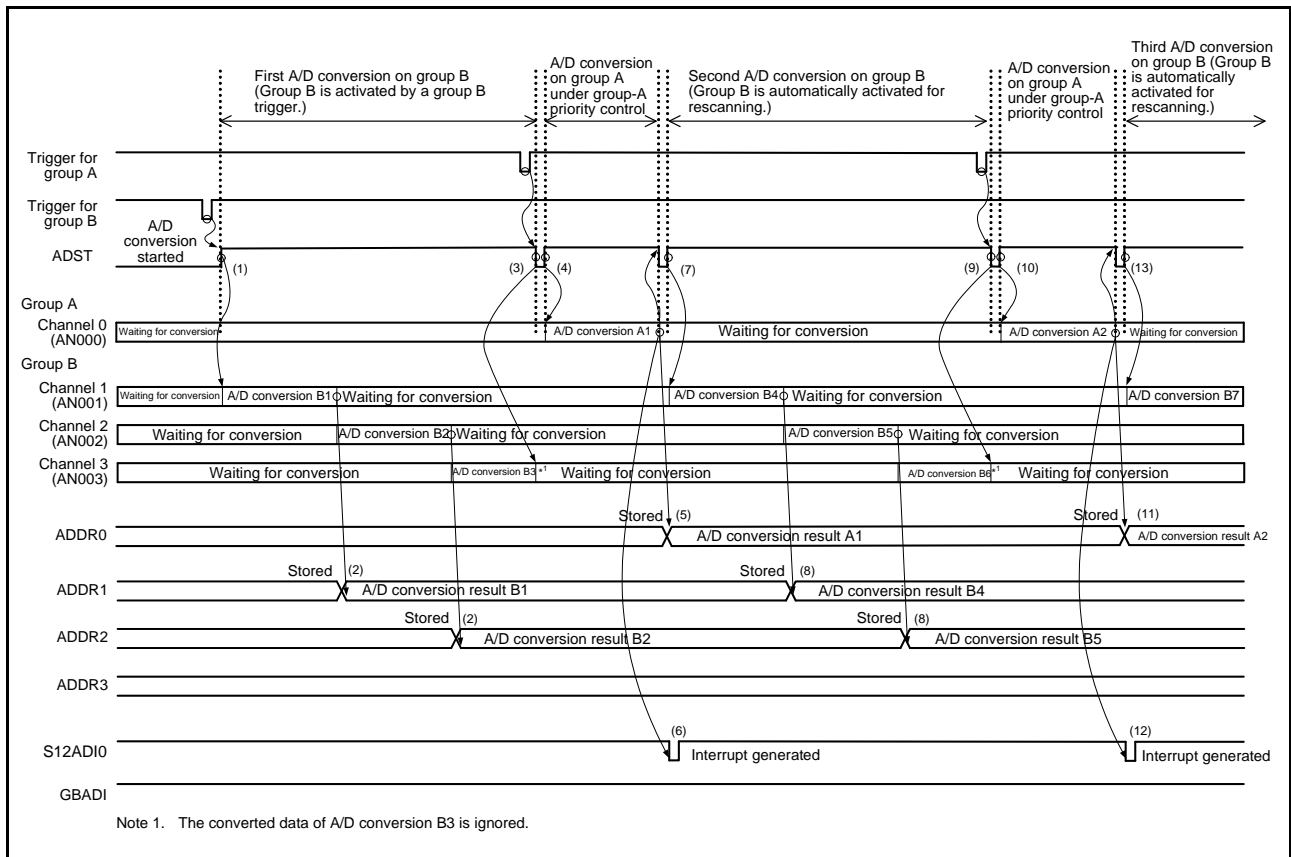 First A/D conversion on group B
(Group B is activated by a group B
trigger.)
A/D conversion
on group A
under group-A
priority control
Second A/D conversion on group B
(Group B is automatically activated for
rescanning.)
A/D conversion
on group A
under group-A
priority control
Third A/D conversion
on group B (Group B
is automatically
activated for
rescanning.)
Trigger for
group A
Trigger for
group B
A/D
conversion
started
ADST
(1)
(3)
(4)
(7)
(9)
(10)
(13)
Group A
Channel 0
(AN000)
Waiting for conversion
A/D conversion A1
Waiting for conversion
A/D conversion A2
Waiting for conversion
Group B
Channel 1
(AN001)
Waiting for conversion
A/D conversion B1
Waiting for conversion
A/D conversion B4
Waiting for conversion
A/D conversion B7
Channel 2
(AN002)
Waiting for conversion
A/D conversion B2
Waiting for conversion
A/D conversion B5
Waiting for conversion
Channel 3
(AN003)
Waiting for conversion
A/D conversion B3 *1
Waiting for conversion
A/D conversion B6*1
Waiting for conversion
ADDR0
Stored
(5)
A/D conversion result A1
Stored
(11)
A/D conversion result A2
ADDR1
Stored
(2)
A/D conversion result B1
Stored
(8)
A/D conversion result B4
ADDR2
Stored
(2)
A/D conversion result B2
Stored
(8)
A/D conversion result B5
ADDR3
S12ADI0
(6)
Interrupt generated
(12)
Interrupt generated
GBADI
Note 1. The converted data of A/D conversion B3 is ignored.